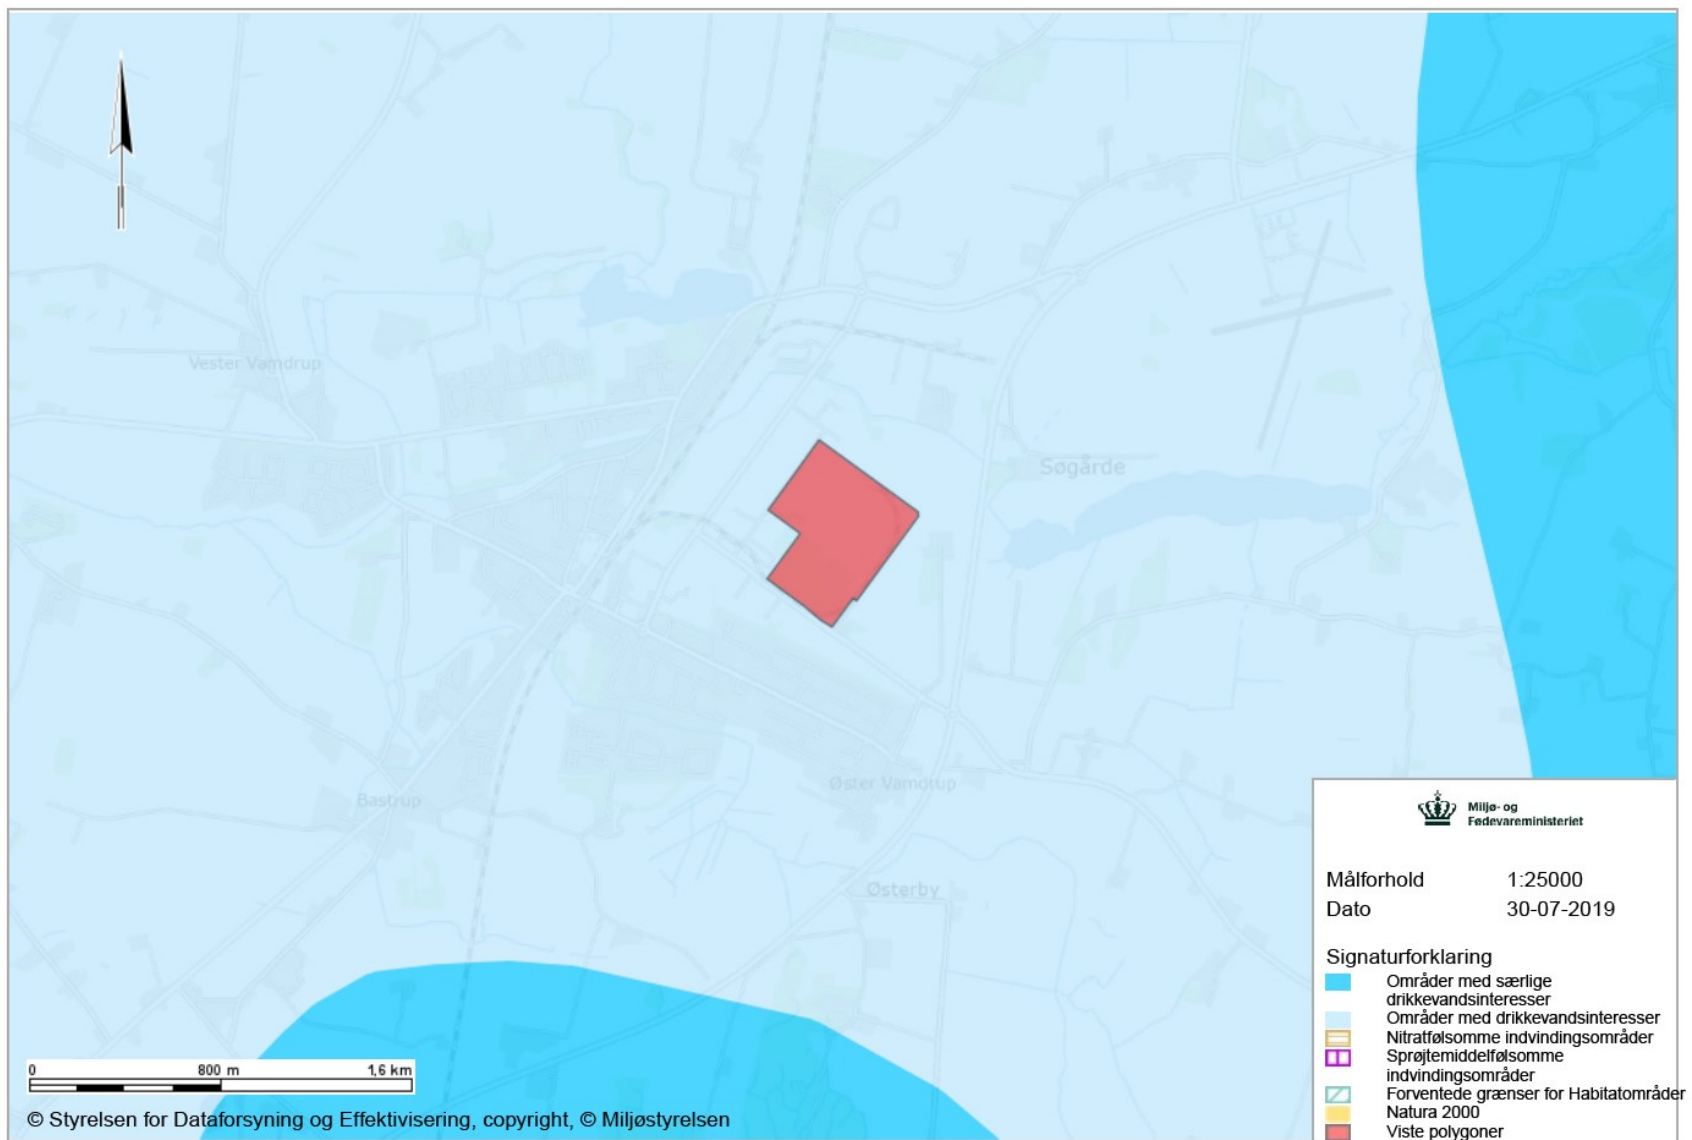 Vester Vamdrup
Søgårde
Øster Vamdrup
Bastrup
Østerby
0 800 m 1,6 km
© Styrelsen for Dataforsyning og Effektivisering, copyright, © Miljøstyrelsen
Miljø- og
Fødevareministeriet
Målforhold 1:25000
Dato 30-07-2019
Signaturforklaring
Områder med særlige
drikkevandsinteresser
Områder med drikkevandsinteresser
Nitratfølsomme indvindingsområder
Sprøjtemiddelfølsomme
indvindingsområder
Forventede grænser for Habitatområder
Natura 2000
Viste polygoner